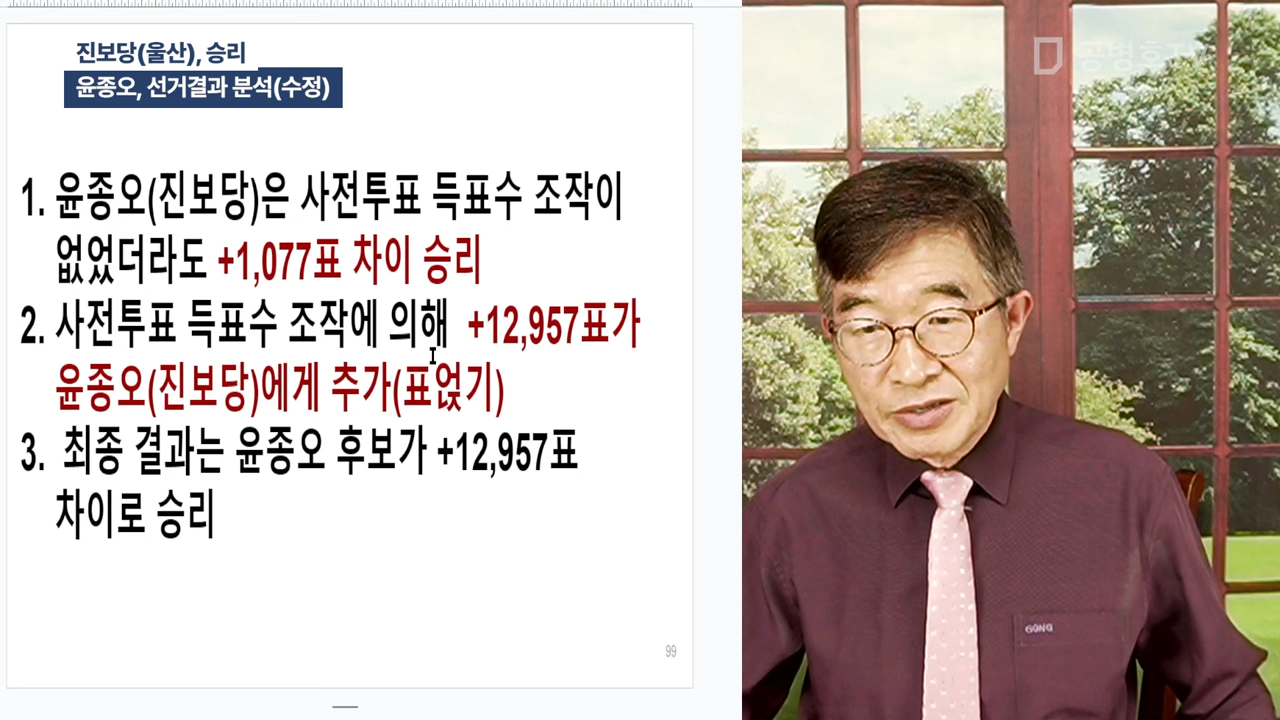 진보당(울산), 승리
윤종오, 선거결과 분석(수정)
공병호TV
1. 윤종오(진보당)은 사전투표 득표수 조작이
없었더라도 +1,077표 차이 승리
2. 사전투표 득표수 조작에 의해 +12,957표가
윤종오(진보당)에게 추가(표얹기)
3. 최종 결과는 윤종오 후보가 +12,957표
차이로 승리
GONG
99